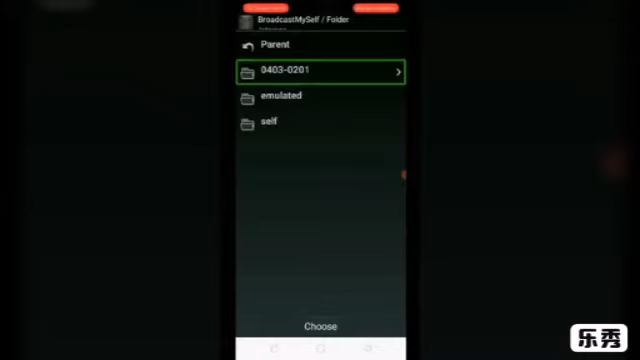 BroadcastMySelf / Folder
Parent
0403-0201
emulated
self
Choose
乐秀